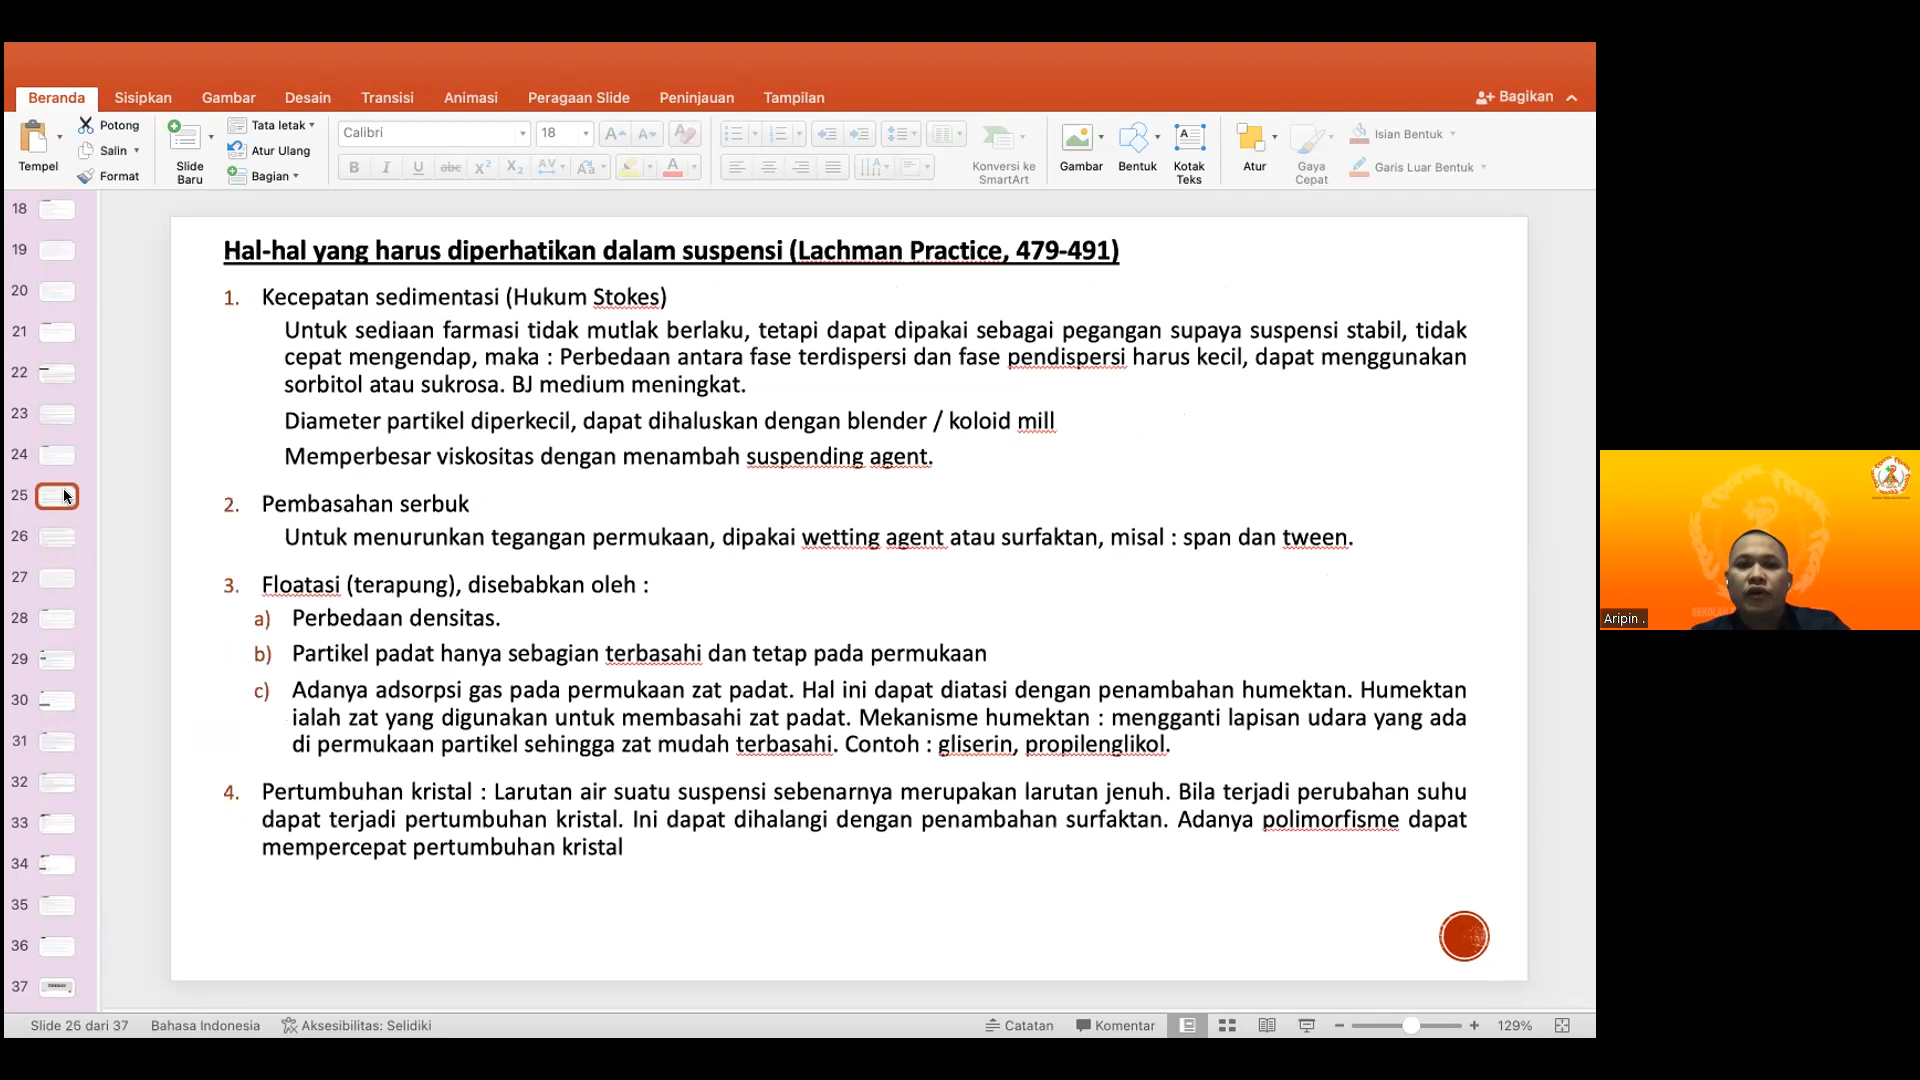 Beranda Sisipkan Gambar Desain Transisi Animasi Peragaan Slide Peninjauan Tampilan Bagikan
Tempel
Potong
Salin
Format
Slide
Baru
Tata letak
Atur Ulang
Bagian
Calibri 18
B I U abc X² X₂ AV Aa A
Konversi ke
SmartArt
Gambar
Bentuk
Kotak
Teks
Atur
Gaya
Cepat
Isian Bentuk
Garis Luar Bentuk
18
19
20
21
22
23
24
25
26
27
28
29
30
31
32
33
34
35
36
37
Hal-hal yang harus diperhatikan dalam suspensi (Lachman Practice, 479-491)
1. Kecepatan sedimentasi (Hukum Stokes)
Untuk sediaan farmasi tidak mutlak berlaku, tetapi dapat dipakai sebagai pegangan supaya suspensi stabil, tidak
cepat mengendap, maka : Perbedaan antara fase terdispersi dan fase pendispersi harus kecil, dapat menggunakan
sorbitol atau sukrosa. BJ medium meningkat.
Diameter partikel diperkecil, dapat dihaluskan dengan blender / koloid mill
Memperbesar viskositas dengan menambah suspending agent.
2. Pembasahan serbuk
Untuk menurunkan tegangan permukaan, dipakai wetting agent atau surfaktan, misal : span dan tween.
3. Floatasi (terapung), disebabkan oleh :
a) Perbedaan densitas.
b) Partikel padat hanya sebagian terbasahi dan tetap pada permukaan
c) Adanya adsorpsi gas pada permukaan zat padat. Hal ini dapat diatasi dengan penambahan humektan. Humektan
ialah zat yang digunakan untuk membasahi zat padat. Mekanisme humektan : mengganti lapisan udara yang ada
di permukaan partikel sehingga zat mudah terbasahi. Contoh : gliserin, propilenglikol.
4. Pertumbuhan kristal : Larutan air suatu suspensi sebenarnya merupakan larutan jenuh. Bila terjadi perubahan suhu
dapat terjadi pertumbuhan kristal. Ini dapat dihalangi dengan penambahan surfaktan. Adanya polimorfisme dapat
mempercepat pertumbuhan kristal
Aripin .
Slide 26 dari 37 Bahasa Indonesia Aksesibilitas: Selidiki Catatan Komentar 129%